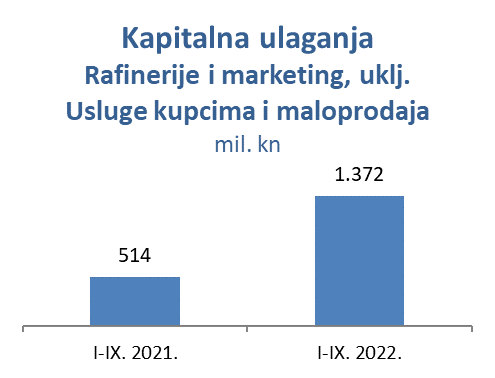 Kapitalna ulaganja
Rafinerije i marketing, uklj.
Usluge kupcima i maloprodaja
mil. kn
1.372
514
I-IX. 2021.
I-IX. 2022.